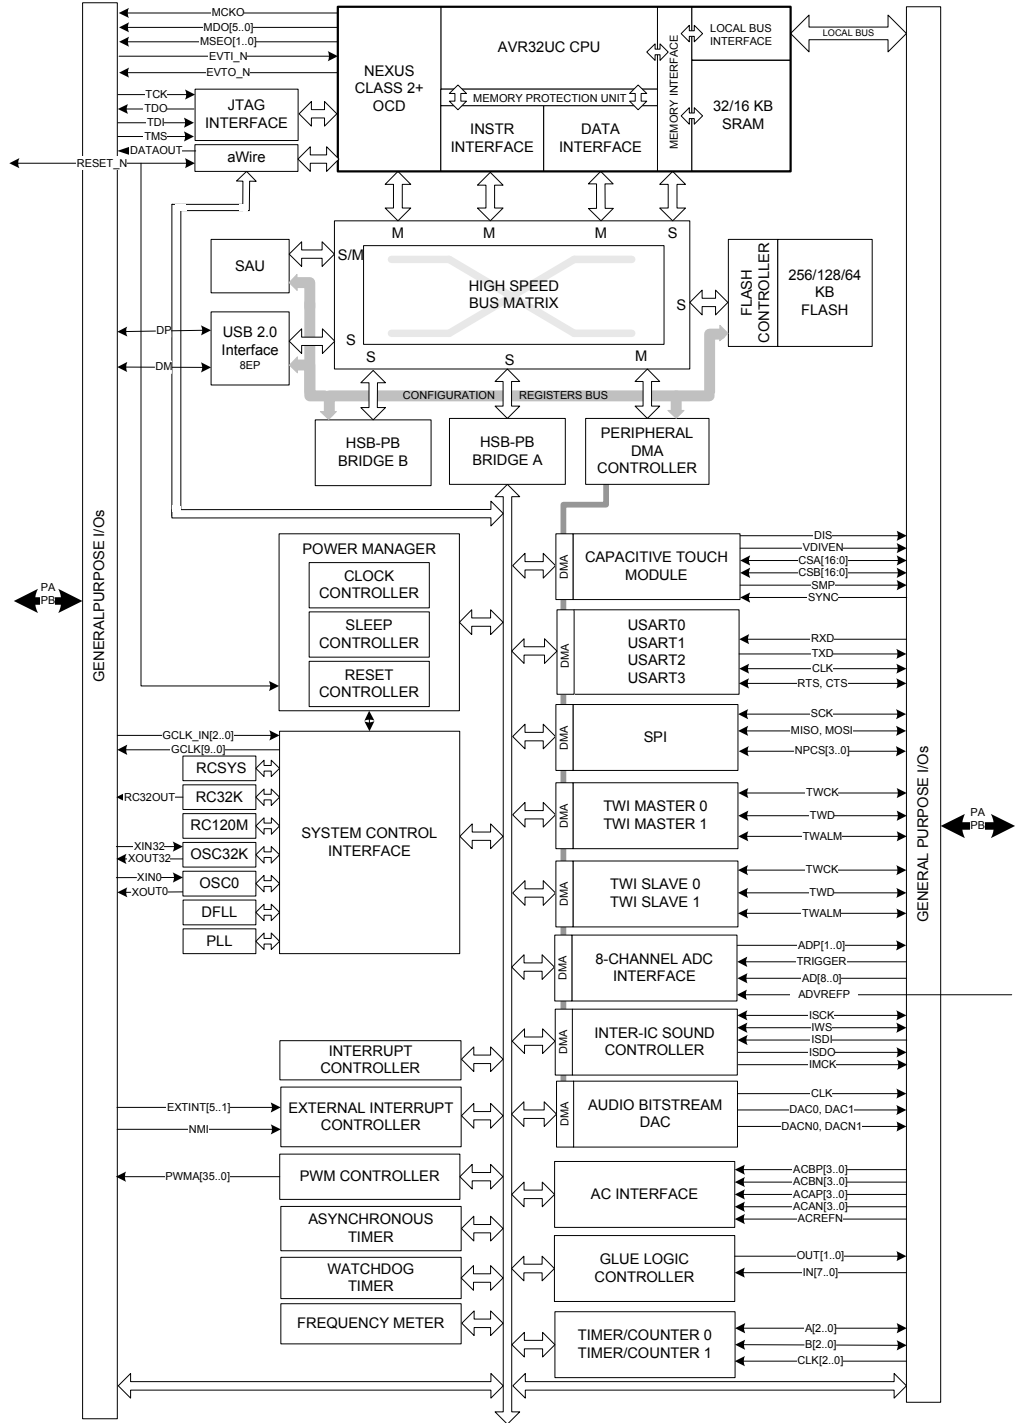 MCKO
MDO[5..0]
MSEO[1..0]
EVTI_N
EVTO_N
TCK
TDO
TDI
TMS
DATAOUT
RESET_N
JTAG
INTERFACE
aWire
NEXUS
CLASS 2+
OCD
AVR32UC CPU
MEMORY PROTECTION UNIT
INSTR
INTERFACE
DATA
INTERFACE
MEMORY INTERFACE
LOCAL BUS
INTERFACE
32/16 KB
SRAM
LOCAL BUS
M
M
M
S
SAU
S/M
HIGH SPEED
BUS MATRIX
S
FLASH
CONTROLLER
256/128/64
KB
FLASH
DP
DM
USB 2.0
Interface
8EP
S
S
S
M
CONFIGURATION
REGISTERS BUS
HSB-PB
BRIDGE B
HSB-PB
BRIDGE A
PERIPHERAL
DMA
CONTROLLER
GENERALPURPOSE I/Os
PA
PB
POWER MANAGER
CLOCK
CONTROLLER
SLEEP
CONTROLLER
RESET
CONTROLLER
GCLK_IN[2..0]
GCLK[9..0]
RCSYS
RC32OUT
RC32K
RC120M
XIN32
XOUT32
OSC32K
XIN0
XOUT0
OSC0
DFLL
PLL
SYSTEM CONTROL
INTERFACE
INTERRUPT
CONTROLLER
EXTINT[5..1]
NMI
EXTERNAL INTERRUPT
CONTROLLER
PWMA[35..0]
PWM CONTROLLER
ASYNCHRONOUS
TIMER
WATCHDOG
TIMER
FREQUENCY METER
DMA
CAPACITIVE TOUCH
MODULE
DIS
VDIVEN
CSA[16:0]
CSB[16:0]
SMP
SYNC
DMA
USART0
USART1
USART2
USART3
RXD
TXD
CLK
RTS, CTS
DMA
SPI
SCK
MISO, MOSI
NPCS[3..0]
DMA
TWI MASTER 0
TWI MASTER 1
TWCK
TWD
TWALM
DMA
TWI SLAVE 0
TWI SLAVE 1
TWCK
TWD
TWALM
DMA
8-CHANNEL ADC
INTERFACE
ADP[1..0]
TRIGGER
AD[8..0]
ADVREFP
DMA
INTER-IC SOUND
CONTROLLER
ISCK
IWS
ISDI
ISDO
IMCK
DMA
AUDIO BITSTREAM
DAC
CLK
DAC0, DAC1
DACN0, DACN1
AC INTERFACE
ACBP[3..0]
ACBN[3..0]
ACAP[3..0]
ACAN[3..0]
ACREFN
GLUE LOGIC
CONTROLLER
OUT[1..0]
IN[7..0]
TIMER/COUNTER 0
TIMER/COUNTER 1
A[2..0]
B[2..0]
CLK[2..0]
GENERAL PURPOSE I/Os
PA
PB